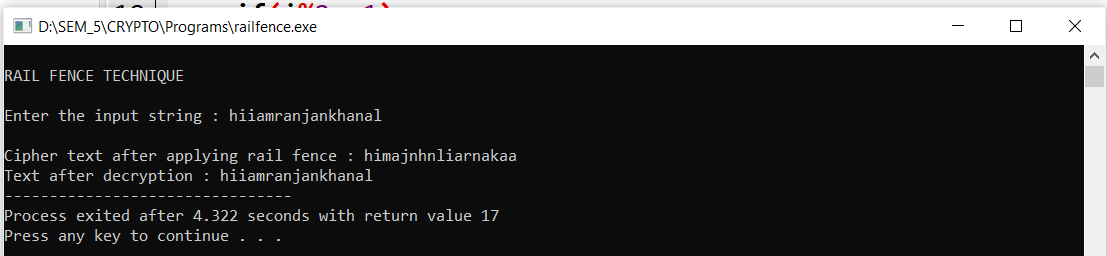 D:\SEM_5\CRYPTO\Programs\railfence.exe
RAIL FENCE TECHNIQUE
Enter the input string : hiiamranjankhanal
Cipher text after applying rail fence : himajnhnliarnakaa
Text after decryption : hiiamranjankhanal
--------------------------------
Process exited after 4.322 seconds with return value 17
Press any key to continue . . .